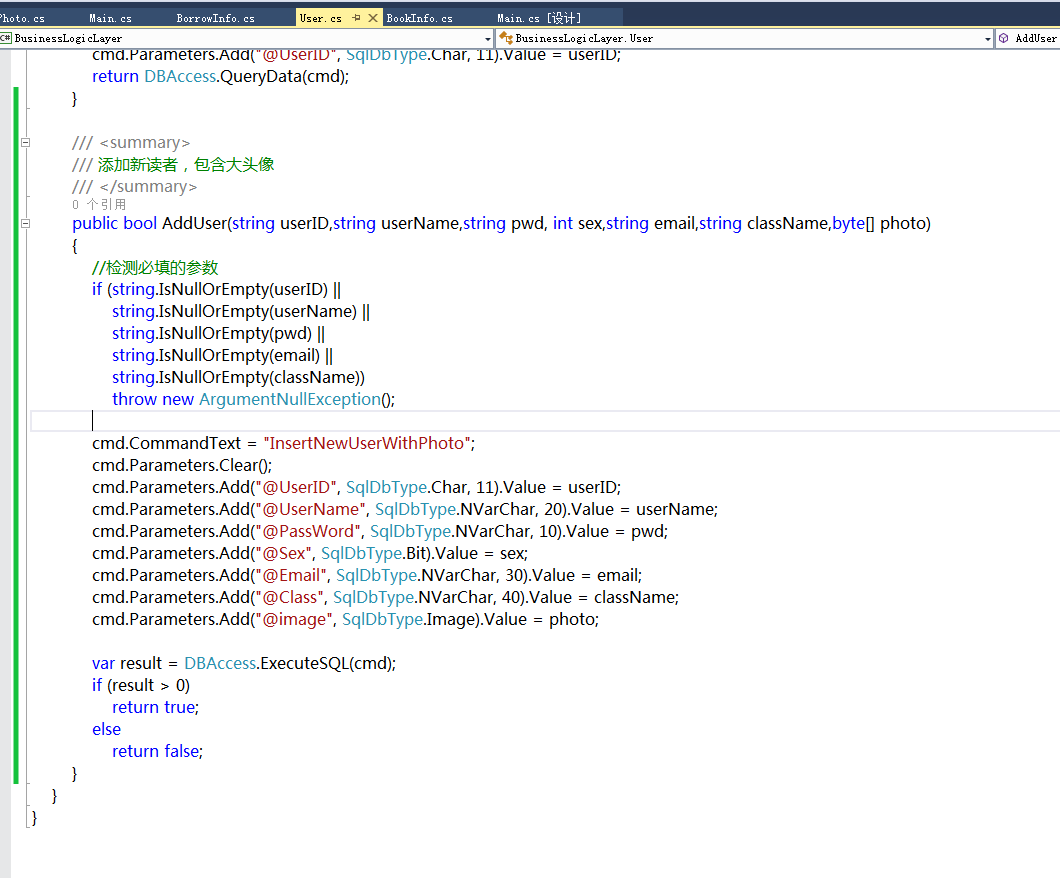 Photo.cs Main.cs BorrowInfo.cs User.cs BookInfo.cs Main.cs [设计]
C# BusinessLogicLayer BusinessLogicLayer.User AddUser
cmd.Parameters.Add("@UserID", SqlDbType.Char, 11).Value = userID;
return DBAccess.QueryData(cmd);
}
/// <summary>
/// 添加新读者，包含大头像
/// </summary>
0 个引用
public bool AddUser(string userID,string userName,string pwd, int sex,string email,string className,byte[] photo)
{
//检测必填的参数
if (string.IsNullOrEmpty(userID) ||
string.IsNullOrEmpty(userName) ||
string.IsNullOrEmpty(pwd) ||
string.IsNullOrEmpty(email) ||
string.IsNullOrEmpty(className))
throw new ArgumentNullException();
cmd.CommandText = "InsertNewUserWithPhoto";
cmd.Parameters.Clear();
cmd.Parameters.Add("@UserID", SqlDbType.Char, 11).Value = userID;
cmd.Parameters.Add("@UserName", SqlDbType.NVarChar, 20).Value = userName;
cmd.Parameters.Add("@PassWord", SqlDbType.NVarChar, 10).Value = pwd;
cmd.Parameters.Add("@Sex", SqlDbType.Bit).Value = sex;
cmd.Parameters.Add("@Email", SqlDbType.NVarChar, 30).Value = email;
cmd.Parameters.Add("@Class", SqlDbType.NVarChar, 40).Value = className;
cmd.Parameters.Add("@image", SqlDbType.Image).Value = photo;
var result = DBAccess.ExecuteSQL(cmd);
if (result > 0)
return true;
else
return false;
}
}
}